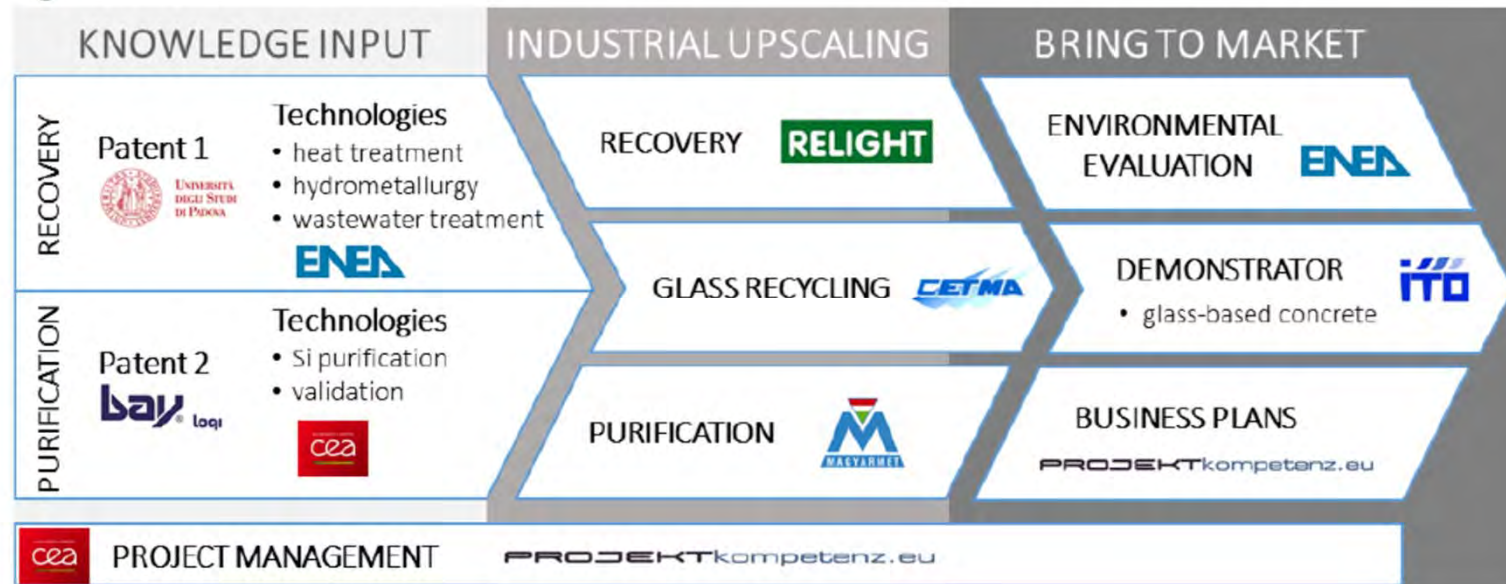 KNOWLEDGE INPUT
INDUSTRIAL UPSCALING
BRING TO MARKET
RECOVERY
Patent 1
UNIVERSITÀ
DEGLI STUDI
DI PADOVA
Technologies
• heat treatment
• hydrometallurgy
• wastewater treatment
ENEA
RECOVERY
RELIGHT
ENVIRONMENTAL
EVALUATION
ENEA
GLASS RECYCLING
CETMA
DEMONSTRATOR
• glass-based concrete
ITO
PURIFICATION
Patent 2
bay® logi
Technologies
• Si purification
• validation
cea
PURIFICATION
MAGYARMET
BUSINESS PLANS
PROJEKTkompetenz.eu
cea
PROJECT MANAGEMENT
PROJEKTkompetenz.eu